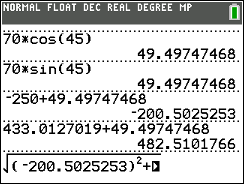 NORMAL FLOAT DEC REAL DEGREE MP
70*cos(45)
49.49747468
70*sin(45)
49.49747468
-250+49.49747468
-200.5025253
433.0127019+49.49747468
482.5101766
√(-200.5025253)²+